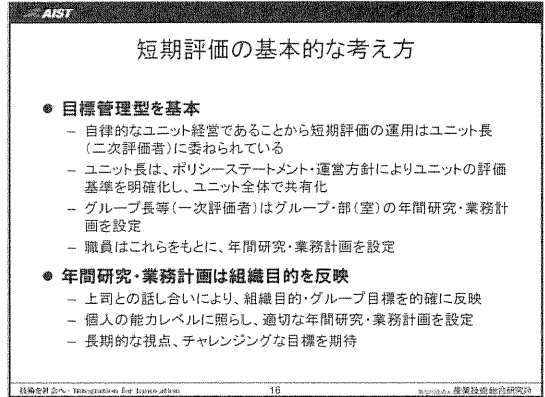 AIST
短期評価の基本的な考え方
● 目標管理型を基本
– 自律的なユニット経営であることから短期評価の運用はユニット長
(二次評価者)に委ねられている
– ユニット長は、ポリシーステートメント・運営方針によりユニットの評価
基準を明確化し、ユニット全体で共有化
– グループ長等(一次評価者)はグループ・部(室)の年間研究・業務計
画を設定
– 職員はこれらをもとに、年間研究・業務計画を設定
● 年間研究・業務計画は組織目的を反映
– 上司との話し合いにより、組織目的・グループ目標を的確に反映
– 個人の能力レベルに照らし、適切な年間研究・業務計画を設定
– 長期的な視点、チャレンジングな目標を期待
技術を社会へ- Integration for Innovation
16
独立行政法人 産業技術総合研究所